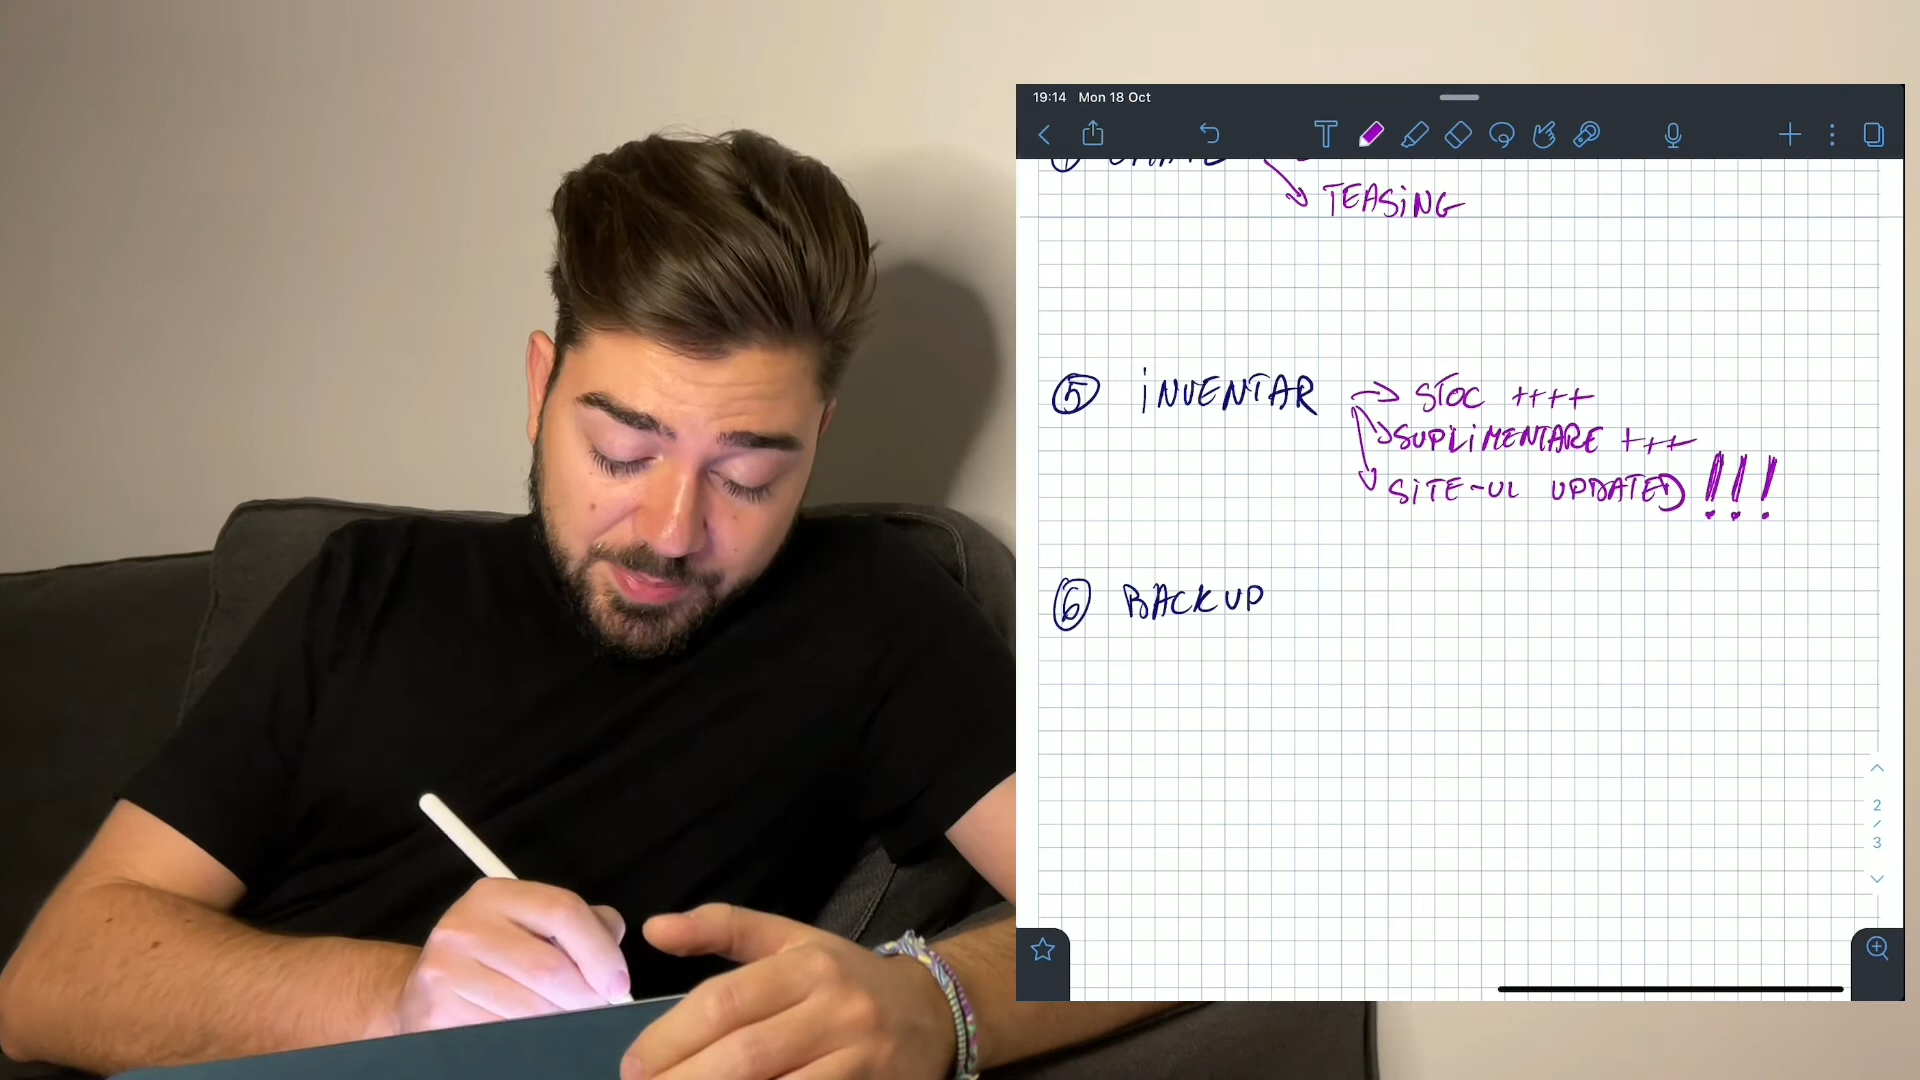 19:14 Mon 18 Oct
TEASiNG
5 iNVENTAR → STOC ++++
SUPLiMENTARE +++
SiTE-UL UPDATED !!!
6 BACKUP
2
/
3